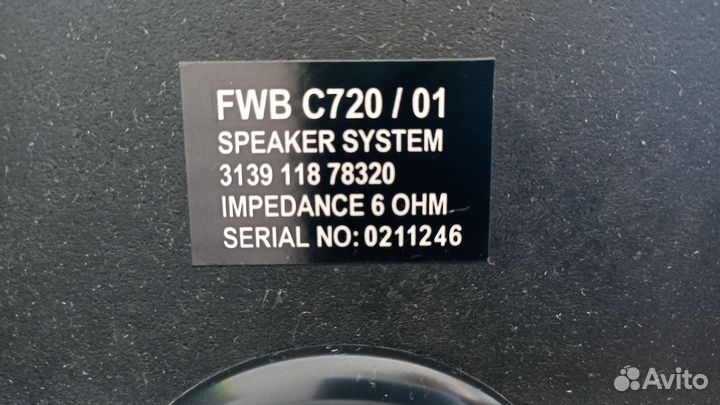 FWB C720 / 01
SPEAKER SYSTEM
3139 118 78320
IMPEDANCE 6 OHM
SERIAL NO: 0211246
Avito